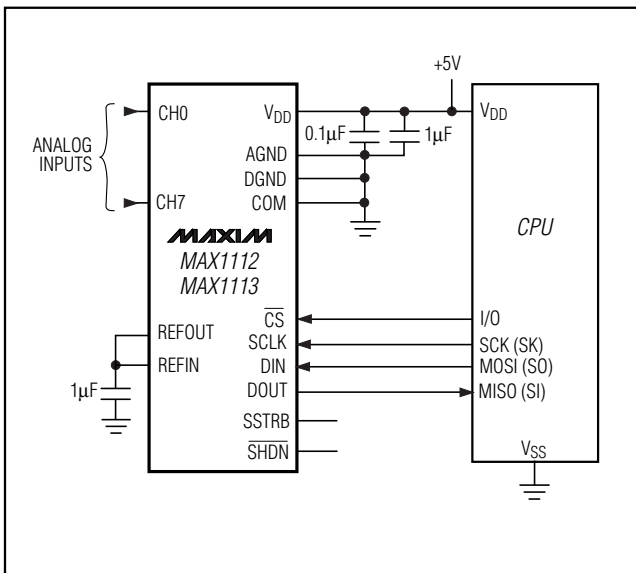 +5V
CH0
VDD
VDD
0.1µF
1µF
ANALOG
INPUTS
AGND
DGND
CH7
COM
CPU
MAXIM
MAX1112
MAX1113
CS
I/O
REFOUT
SCLK
SCK (SK)
REFIN
DIN
MOSI (SO)
1µF
DOUT
MISO (SI)
SSTRB
SHDN
VSS